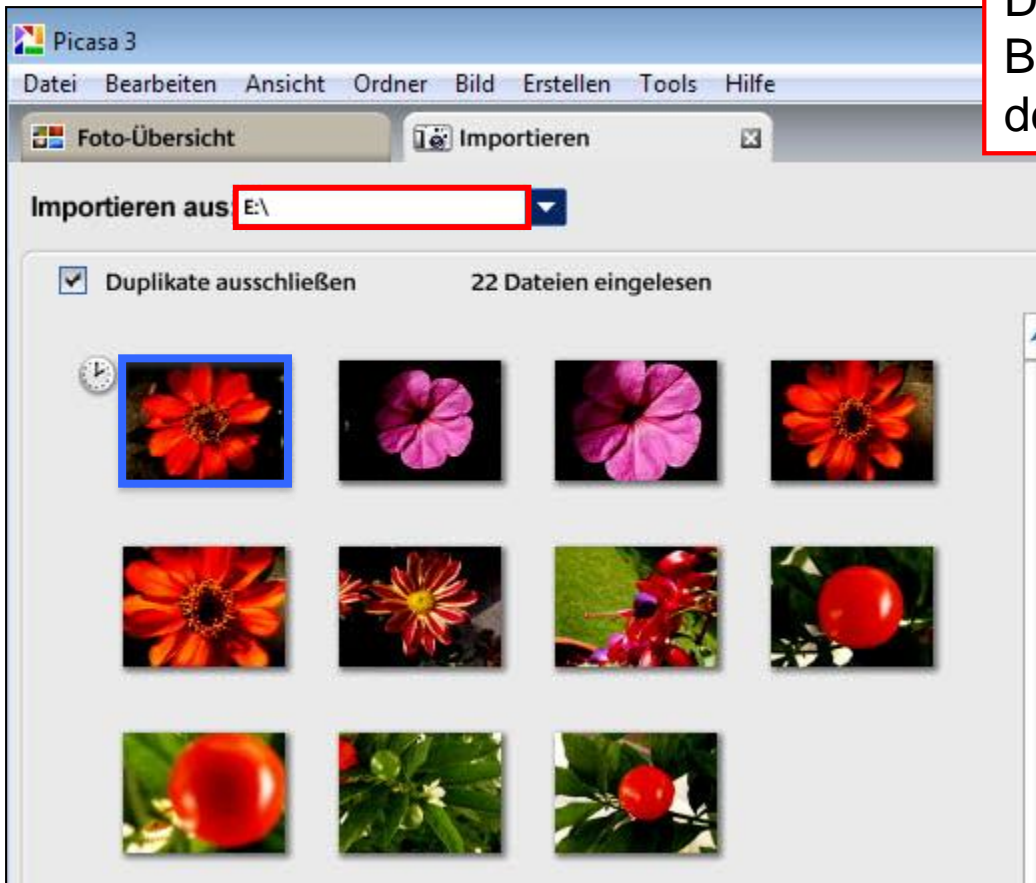 Picasa 3
Datei Bearbeiten Ansicht Ordner Bild Erstellen Tools Hilfe
Foto-Übersicht Importieren
Importieren aus: E:\
Duplikate ausschließen 22 Dateien eingelesen